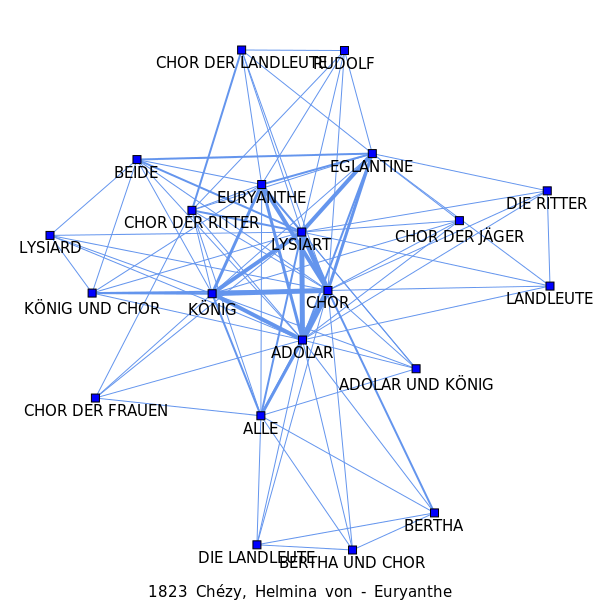 CHOR DER LANDLEUTE
RUDOLF
EGLANTINE
BEIDE
EURYANTHE
DIE RITTER
CHOR DER RITTER
CHOR DER JÄGER
LYSIART
LYSIARD
LANDLEUTE
CHOR
KÖNIG UND CHOR
KÖNIG
ADOLAR
ADOLAR UND KÖNIG
CHOR DER FRAUEN
ALLE
BERTHA
DIE LANDLEUTE
BERTHA UND CHOR
1823 Chézy, Helmina von - Euryanthe